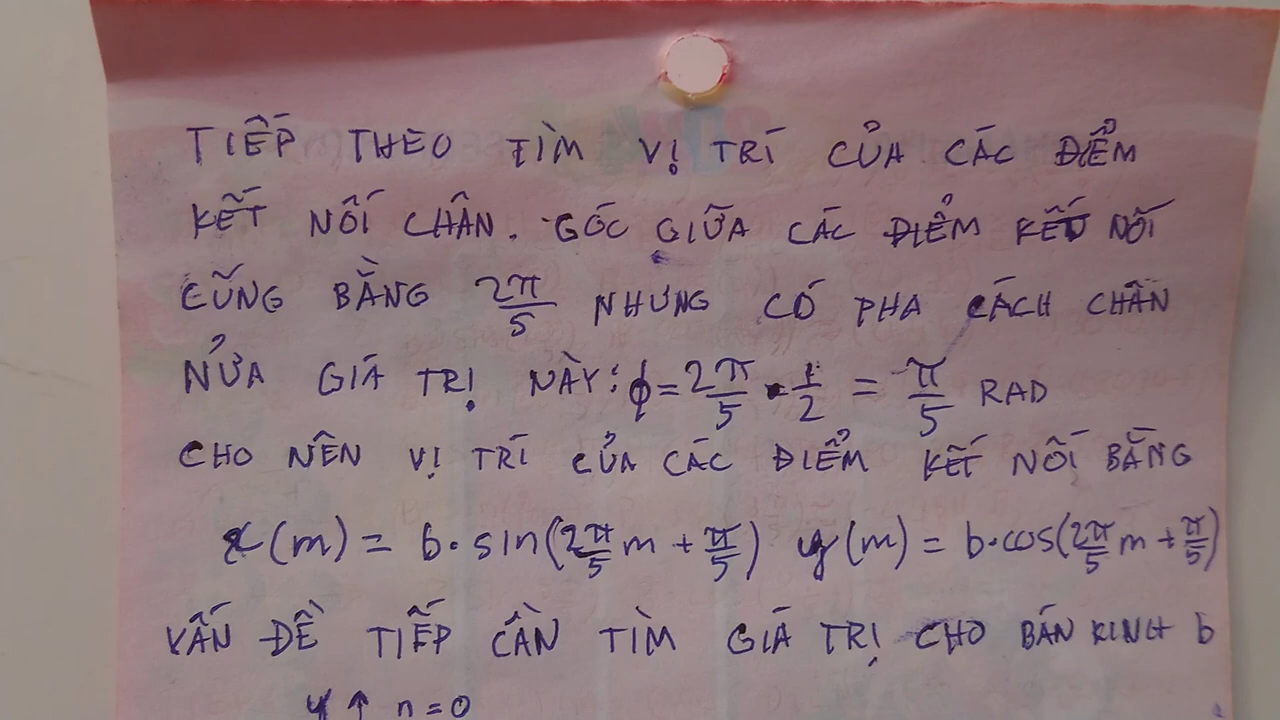 TIẾP THEO TÌM VỊ TRÍ CỦA CÁC ĐIỂM
KẾT NỐI CHÂN. GÓC GIỮA CÁC ĐIỂM KẾT NỐI
CŨNG BẰNG 2π/5 NHƯNG CÓ PHA CÁCH CHÂN
NỬA GIÁ TRỊ NÀY: ϕ = 2π/5 · 1/2 = π/5 RAD
CHO NÊN VỊ TRÍ CỦA CÁC ĐIỂM KẾT NỐI BẰNG
x(m) = b·sin(2π/5 m + π/5) y(m) = b·cos(2π/5 m + π/5)
VẤN ĐỀ TIẾP CẦN TÌM GIÁ TRỊ CHO BÁN KINH b
y ↑ n = 0